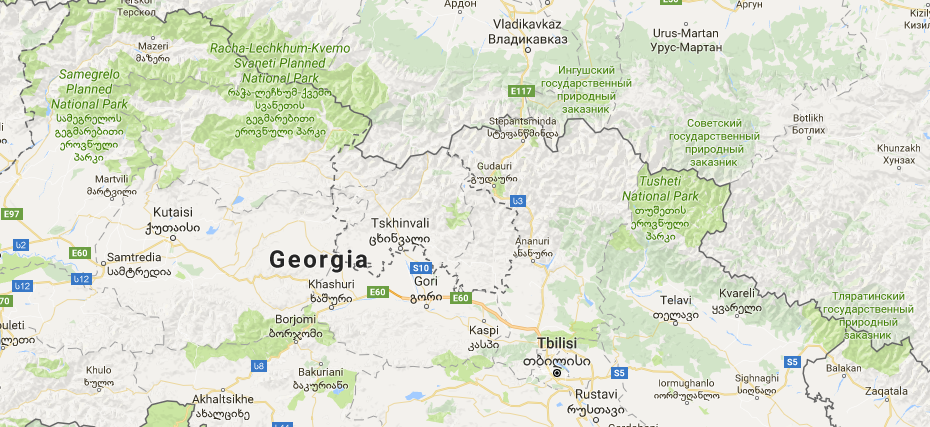 Терскол
Терскол
Ардон
Vladikavkaz
Владикавказ
Аргун
Urus-Martan
Урус-Мартан
Mazeri
მაზერი
Racha-Lechkhum-Kvemo
Svaneti Planned
National Park
რაჭა-ლეჩხუმ-ქვემო
სვანეთის
გეგმარებითი
ეროვნული პარკი
Samegrelo
Planned
National Park
სამეგრელოს
გეგმარებითი
ეროვნული
პარკი
Ингушский
государственный
природный
заказник
E117
Stepantsminda
სტეფანწმინდა
Советский
государственный
природный
заказник
Botlikh
Ботлих
Khunzakh
Хунзах
Martvili
მარტვილი
Gudauri
გუდაური
ს3
Tusheti
National Park
თუშეთის
ეროვნული
პარკი
E97
Kutaisi
ქუთაისი
ს2
E60
Samtredia
სამტრედია
ს12
ს12
70
Tskhinvali
ცხინვალი
Georgia
Ananuri
ანანური
S10
Gori
გორი
Khashuri
ხაშური
E60
E60
Telavi
თელავი
Kvareli
ყვარელი
Тляратинский
государственный
природный
заказник
Borjomi
ბორჯომი
Kaspi
კასპი
Tbilisi
თბილისი
S5
S5
ს8
Khulo
ხულო
Bakuriani
ბაკურიანი
Iormughanlo
იორმუღანლო
Sighnaghi
სიღნაღი
Balakan
Zaqatala
Akhaltsikhe
ახალციხე
Rustavi
რუსთავი